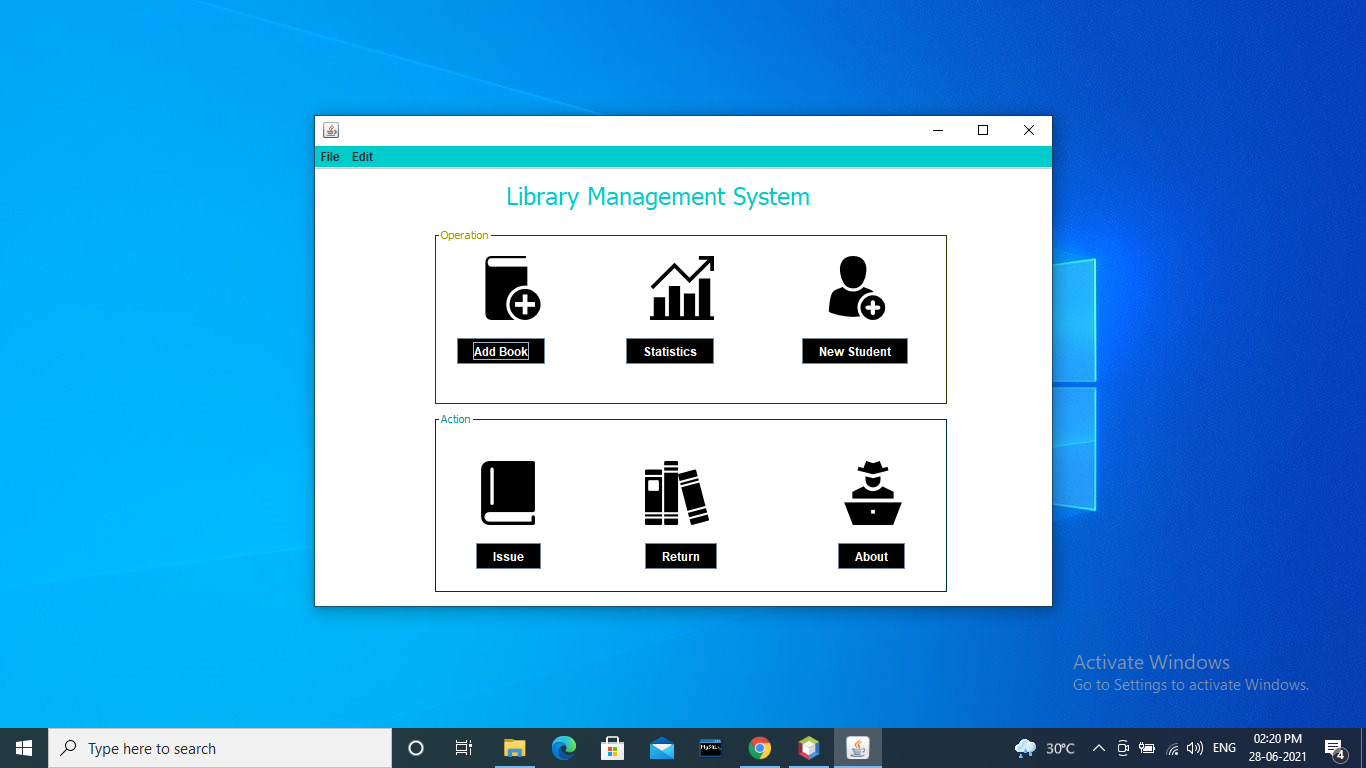 File Edit
Library Management System
Operation
Add Book Statistics New Student
Action
Issue Return About
Activate Windows
Go to Settings to activate Windows.
Type here to search
MySQL
30°C
ENG
02:20 PM
28-06-2021
4